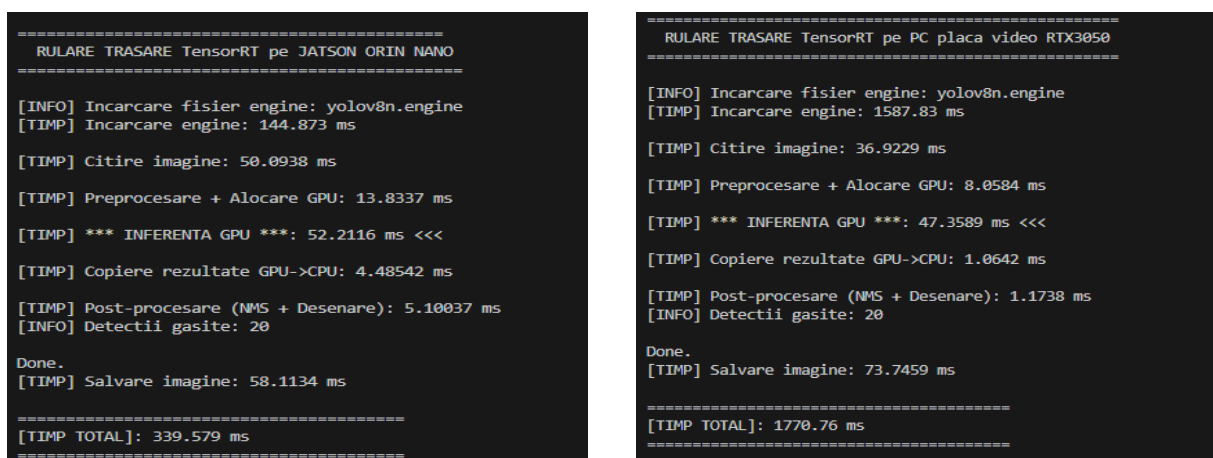 ============================================
RULARE TRASARE TensorRT pe JATSON ORIN NANO
==============================================
[INFO] Incarcare fisier engine: yolov8n.engine
[TIMP] Incarcare engine: 144.873 ms
[TIMP] Citire imagine: 50.0938 ms
[TIMP] Preprocesare + Alocare GPU: 13.8337 ms
[TIMP] *** INFERENTA GPU ***: 52.2116 ms <<<
[TIMP] Copiere rezultate GPU->CPU: 4.48542 ms
[TIMP] Post-procesare (NMS + Desenare): 5.10037 ms
[INFO] Detectii gasite: 20
Done.
[TIMP] Salvare imagine: 58.1134 ms
========================================
[TIMP TOTAL]: 339.579 ms
========================================
====================================================
RULARE TRASARE TensorRT pe PC placa video RTX3050
====================================================
[INFO] Incarcare fisier engine: yolov8n.engine
[TIMP] Incarcare engine: 1587.83 ms
[TIMP] Citire imagine: 36.9229 ms
[TIMP] Preprocesare + Alocare GPU: 8.0584 ms
[TIMP] *** INFERENTA GPU ***: 47.3589 ms <<<
[TIMP] Copiere rezultate GPU->CPU: 1.0642 ms
[TIMP] Post-procesare (NMS + Desenare): 1.1738 ms
[INFO] Detectii gasite: 20
Done.
[TIMP] Salvare imagine: 73.7459 ms
========================================
[TIMP TOTAL]: 1770.76 ms
========================================